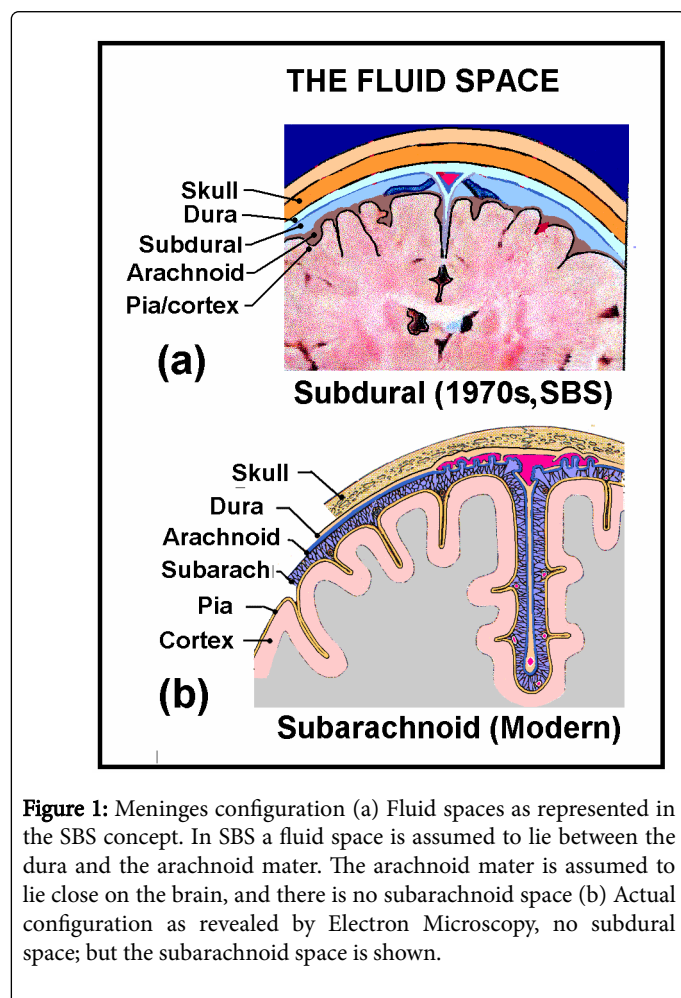 THE FLUID SPACE
Skull
Dura
Subdural
Arachnoid
Pia/cortex
(a)
Subdural (1970s,SBS)
Skull
Dura
Arachnoid
Subarach
Pia
Cortex
(b)
Subarachnoid (Modern)
Figure 1: Meninges configuration (a) Fluid spaces as represented in
the SBS concept. In SBS a fluid space is assumed to lie between the
dura and the arachnoid mater. The arachnoid mater is assumed to
lie close on the brain, and there is no subarachnoid space (b) Actual
configuration as revealed by Electron Microscopy, no subdural
space; but the subarachnoid space is shown.